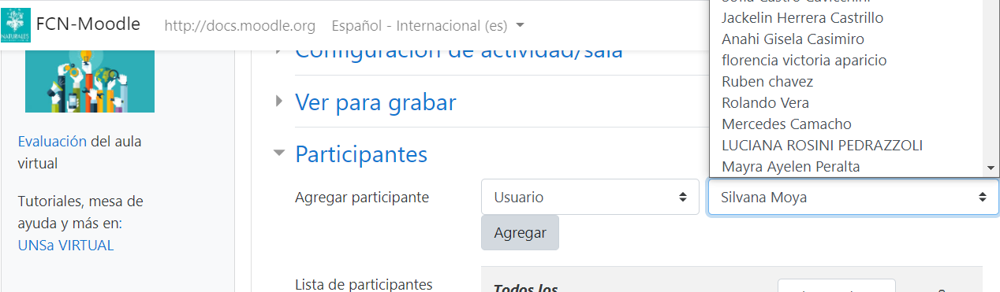 FCN-Moodle
http://docs.moodle.org
Español - Internacional (es)
NATURALES
Jackelin Herrera Castrillo
Anahi Gisela Casimiro
florencia victoria aparicio
Ruben chavez
Rolando Vera
Mercedes Camacho
LUCIANA ROSINI PEDRAZZOLI
Mayra Ayelen Peralta
Configuración de actividad/sala
Ver para grabar
Participantes
Agregar participante
Usuario
Silvana Moya
Agregar
Lista de participantes
Todos los
Evaluación del aula
virtual
Tutoriales, mesa de
ayuda y más en:
UNSa VIRTUAL